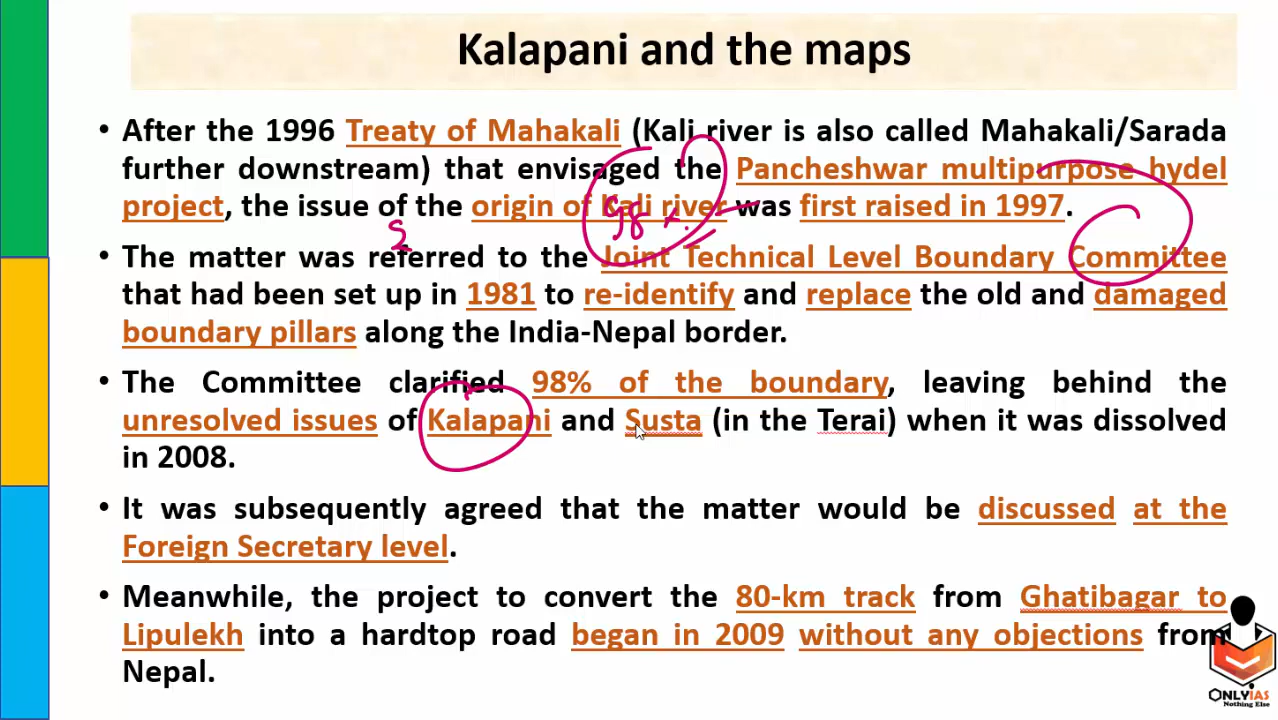 Kalapani and the maps
• After the 1996 Treaty of Mahakali (Kali river is also called Mahakali/Sarada
further downstream) that envisaged the Pancheshwar multipurpose hydel
project, the issue of the origin of Kali river was first raised in 1997.
• The matter was referred to the Joint Technical Level Boundary Committee
that had been set up in 1981 to re-identify and replace the old and damaged
boundary pillars along the India-Nepal border.
• The Committee clarified 98% of the boundary, leaving behind the
unresolved issues of Kalapani and Susta (in the Terai) when it was dissolved
in 2008.
• It was subsequently agreed that the matter would be discussed at the
Foreign Secretary level.
• Meanwhile, the project to convert the 80-km track from Ghatibagar to
Lipulekh into a hardtop road began in 2009 without any objections from
Nepal.
ONLYIAS
Nothing Else